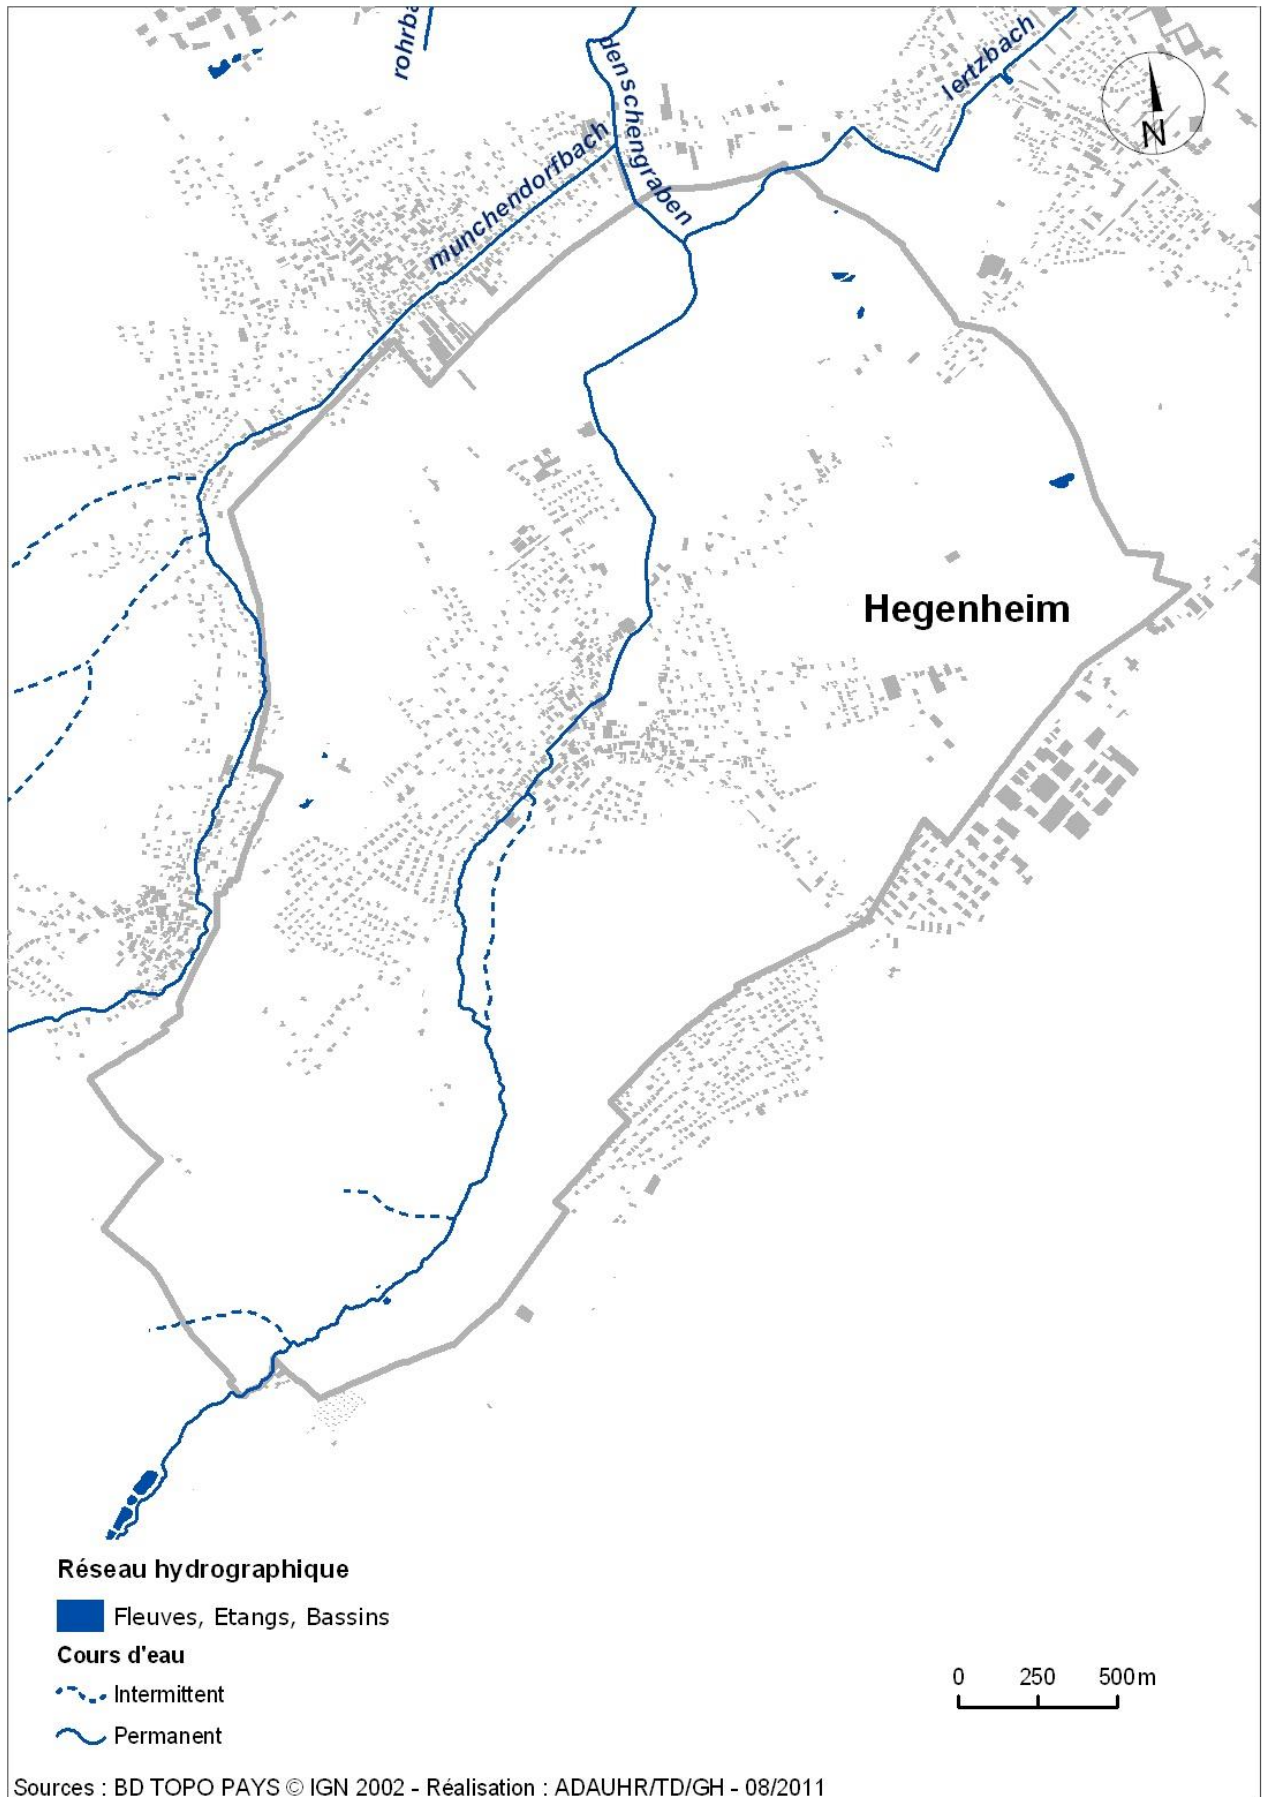 rohrba
denschengraben
lertzbach
munchendorfbach
N
Hegenheim
Réseau hydrographique
Fleuves, Etangs, Bassins
Cours d'eau
Intermittent
Permanent
0 250 500m
Sources : BD TOPO PAYS © IGN 2002 - Réalisation : ADAUHR/TD/GH - 08/2011